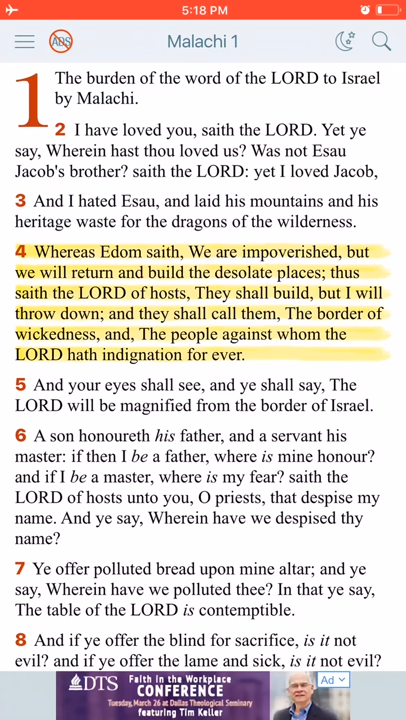 5:18 PM
ADS
Malachi 1
1 The burden of the word of the LORD to Israel
by Malachi.
2 I have loved you, saith the LORD. Yet ye
say, Wherein hast thou loved us? Was not Esau
Jacob's brother? saith the LORD: yet I loved Jacob,
3 And I hated Esau, and laid his mountains and his
heritage waste for the dragons of the wilderness.
4 Whereas Edom saith, We are impoverished, but
we will return and build the desolate places; thus
saith the LORD of hosts, They shall build, but I will
throw down; and they shall call them, The border of
wickedness, and, The people against whom the
LORD hath indignation for ever.
5 And your eyes shall see, and ye shall say, The
LORD will be magnified from the border of Israel.
6 A son honoureth his father, and a servant his
master: if then I be a father, where is mine honour?
and if I be a master, where is my fear? saith the
LORD of hosts unto you, O priests, that despise my
name. And ye say, Wherein have we despised thy
name?
7 Ye offer polluted bread upon mine altar; and ye
say, Wherein have we polluted thee? In that ye say,
The table of the LORD is contemptible.
8 And if ye offer the blind for sacrifice, is it not
evil? and if ye offer the lame and sick, is it not evil?
DTS
Faith in the Workplace
CONFERENCE
Tuesday, March 26 at Dallas Theological Seminary
featuring Tim Keller
Ad